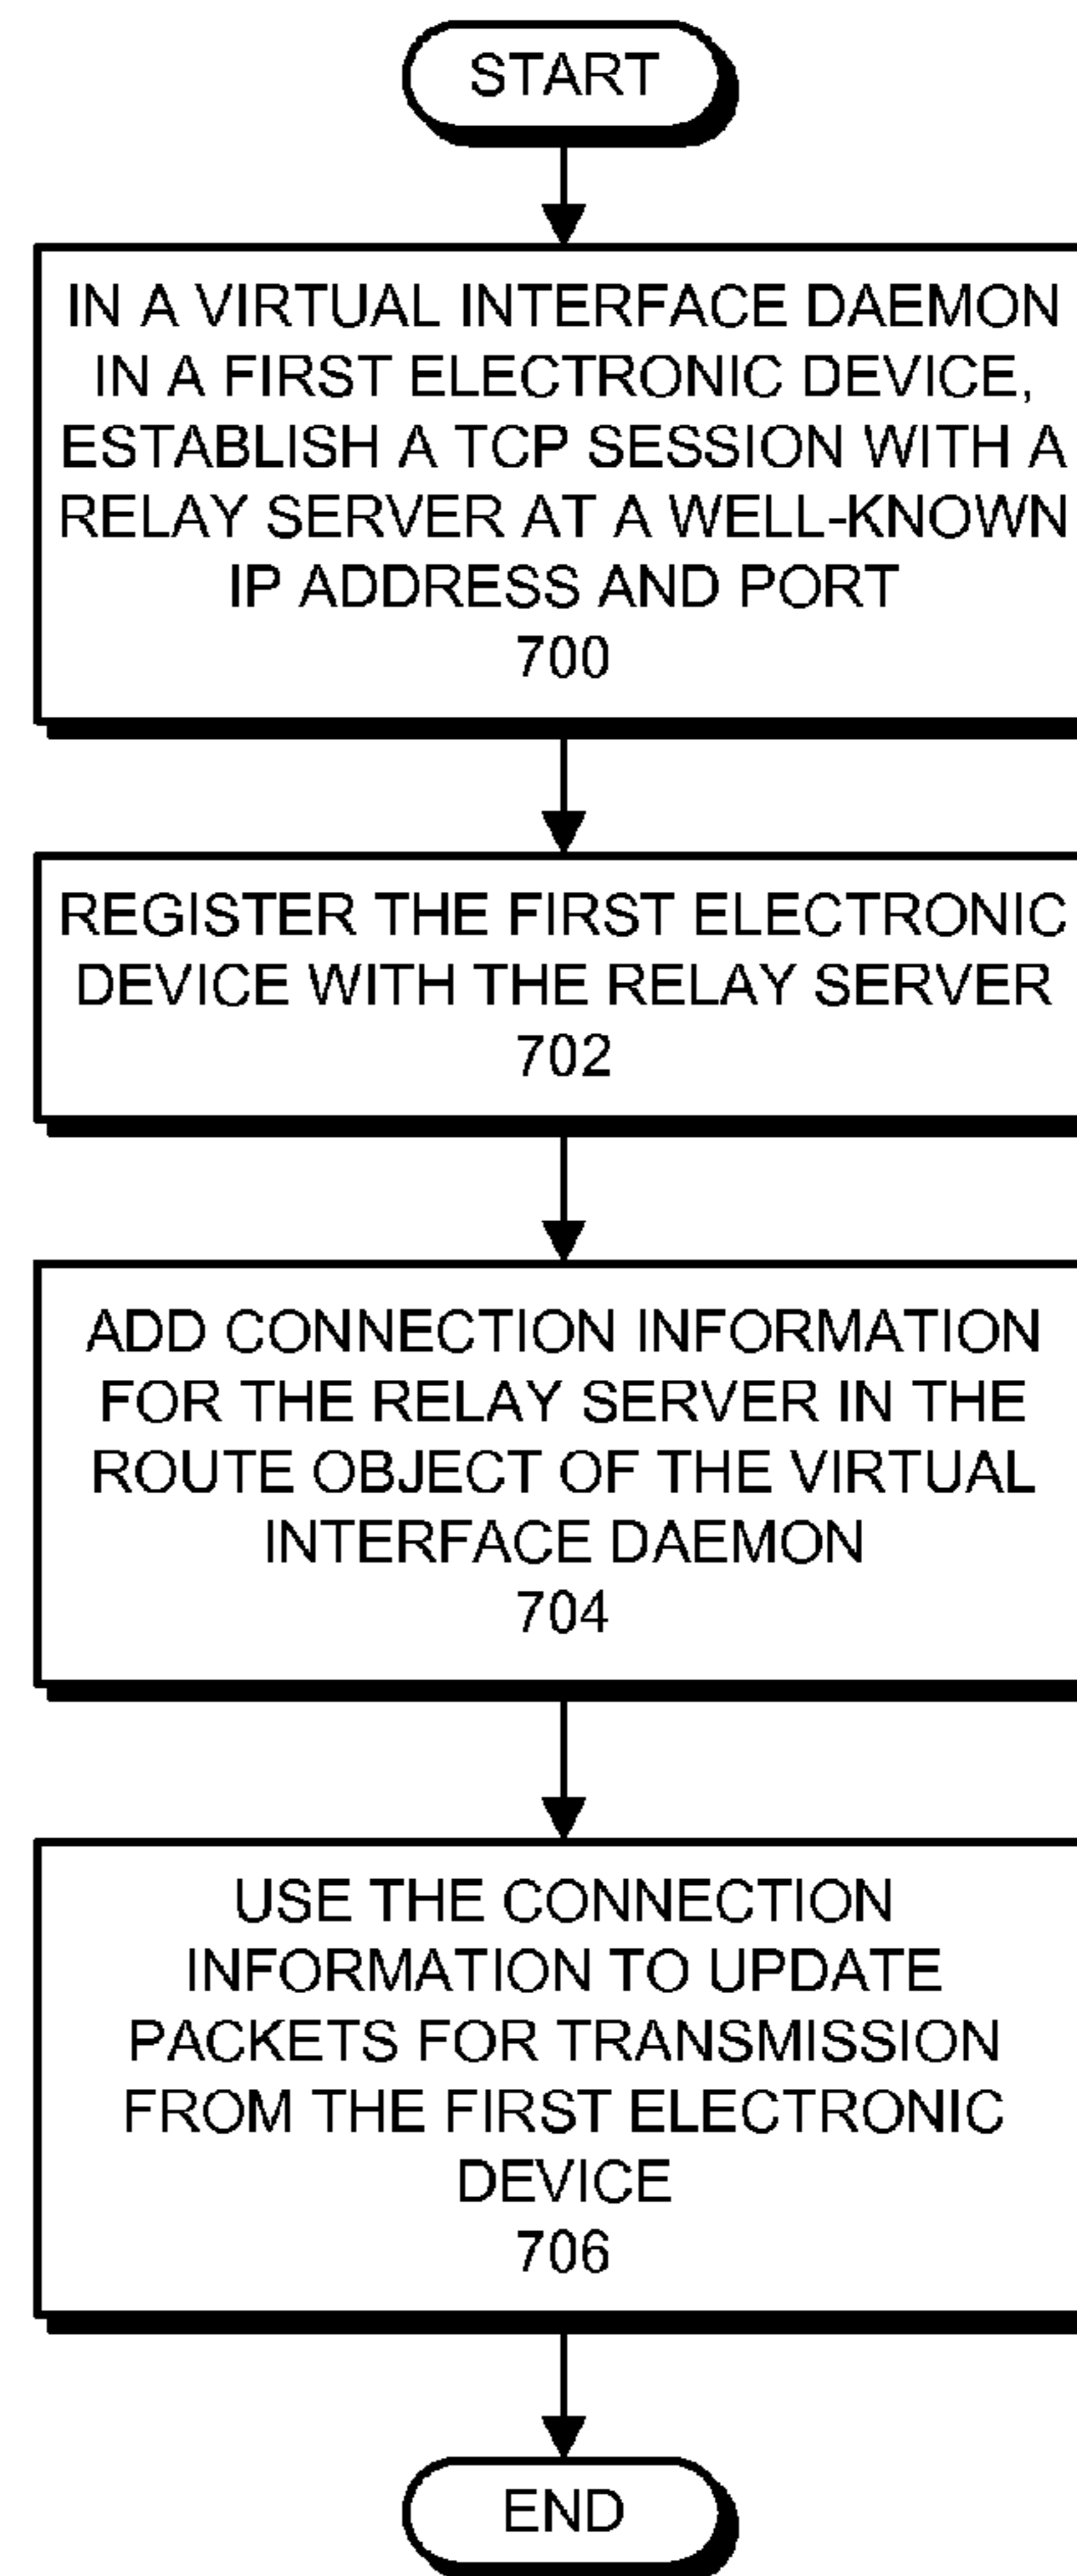 START
IN A VIRTUAL INTERFACE DAEMON
IN A FIRST ELECTRONIC DEVICE,
ESTABLISH A TCP SESSION WITH A
RELAY SERVER AT A WELL-KNOWN
IP ADDRESS AND PORT
700
REGISTER THE FIRST ELECTRONIC
DEVICE WITH THE RELAY SERVER
702
ADD CONNECTION INFORMATION
FOR THE RELAY SERVER IN THE
ROUTE OBJECT OF THE VIRTUAL
INTERFACE DAEMON
704
USE THE CONNECTION
INFORMATION TO UPDATE
PACKETS FOR TRANSMISSION
FROM THE FIRST ELECTRONIC
DEVICE
706
END